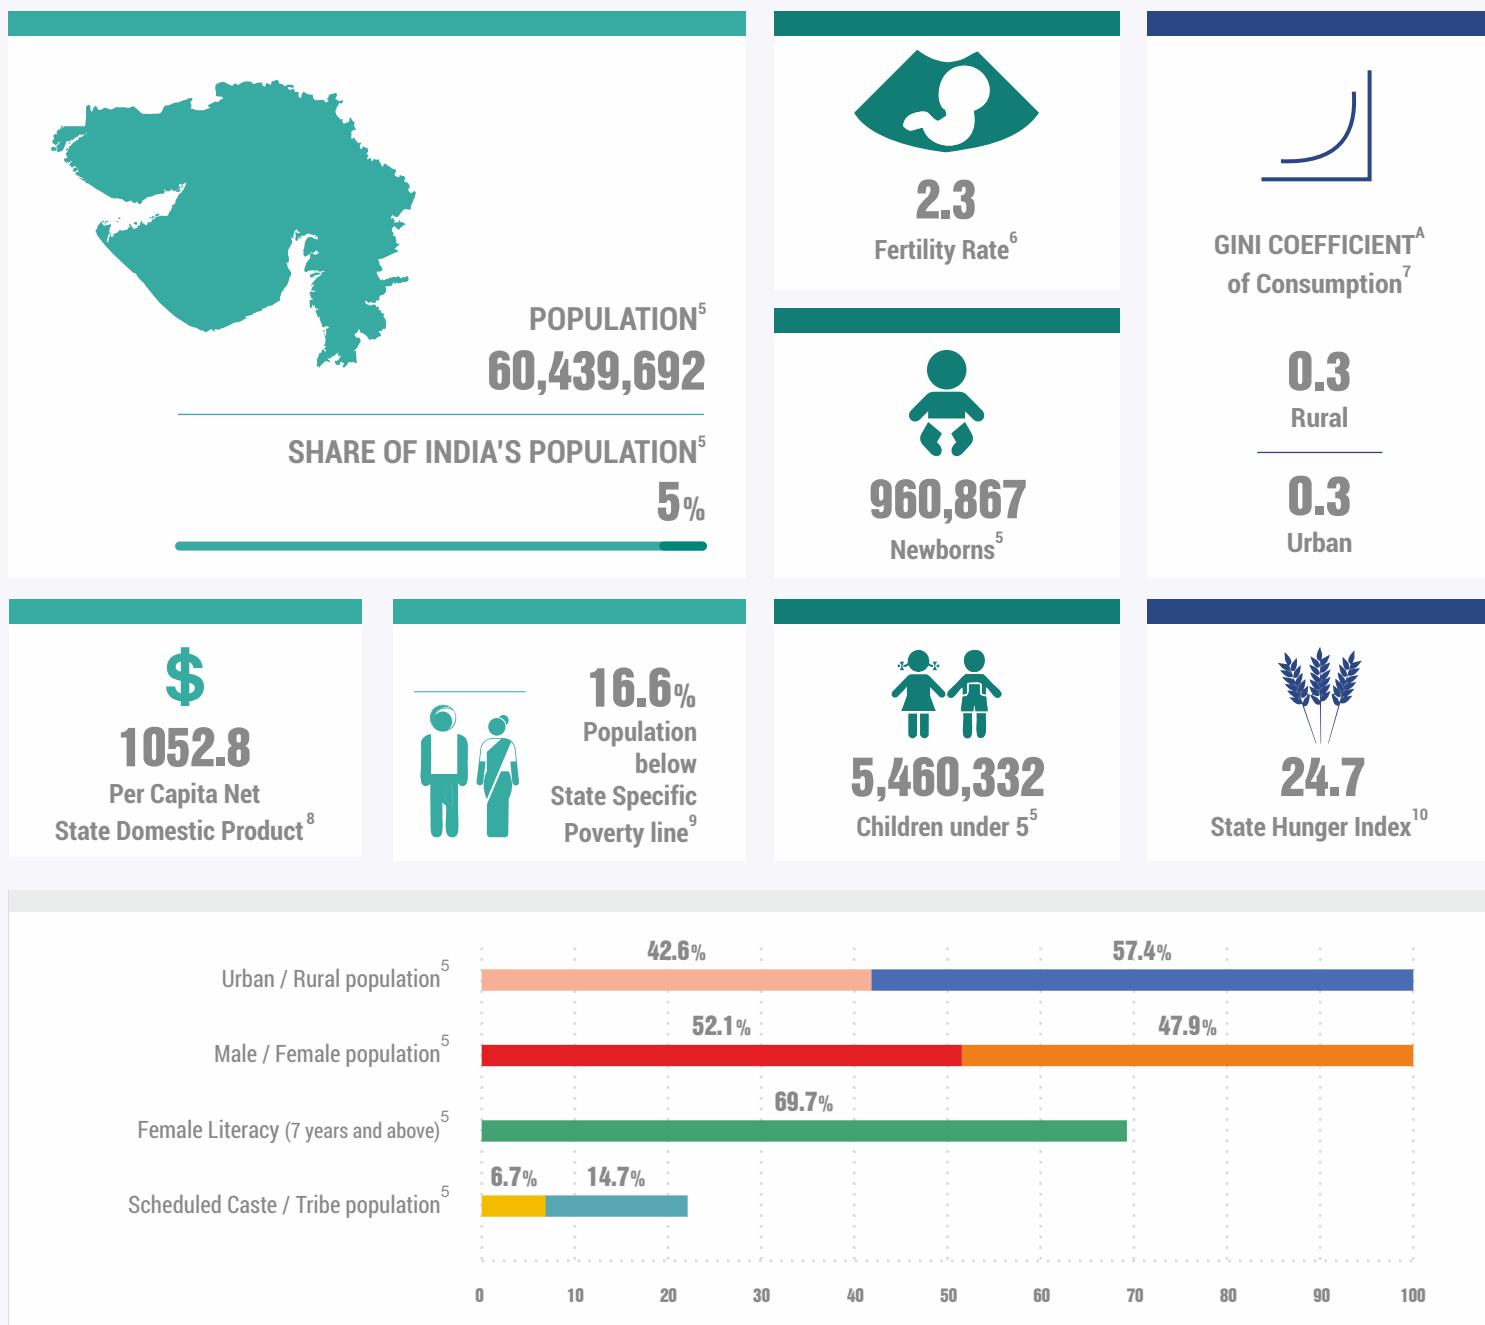 POPULATION5
60,439,692
SHARE OF INDIA'S POPULATION5
5%
2.3
Fertility Rate6
960,867
Newborns5
GINI COEFFICIENTA
of Consumption7
0.3
Rural
0.3
Urban
$
1052.8
Per Capita Net
State Domestic Product8
16.6%
Population
below
State Specific
Poverty line9
5,460,332
Children under 55
24.7
State Hunger Index10
42.6% 57.4%
Urban / Rural population5
52.1% 47.9%
Male / Female population5
69.7%
Female Literacy (7 years and above)5
6.7% 14.7%
Scheduled Caste / Tribe population5
0 10 20 30 40 50 60 70 80 90 100